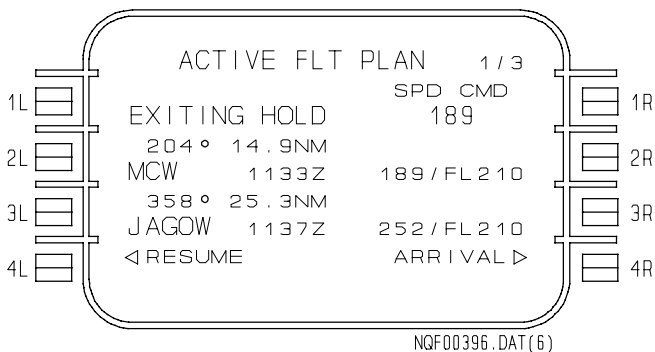 ACTIVE FLT PLAN 1/3
SPD CMD
1L EXITING HOLD 189 1R
204° 14.9NM
2L MCW 1133Z 189/FL210 2R
358° 25.3NM
3L JAGOW 1137Z 252/FL210 3R
4L ◁RESUME ARRIVAL▷ 4R
NQF00396.DAT(6)